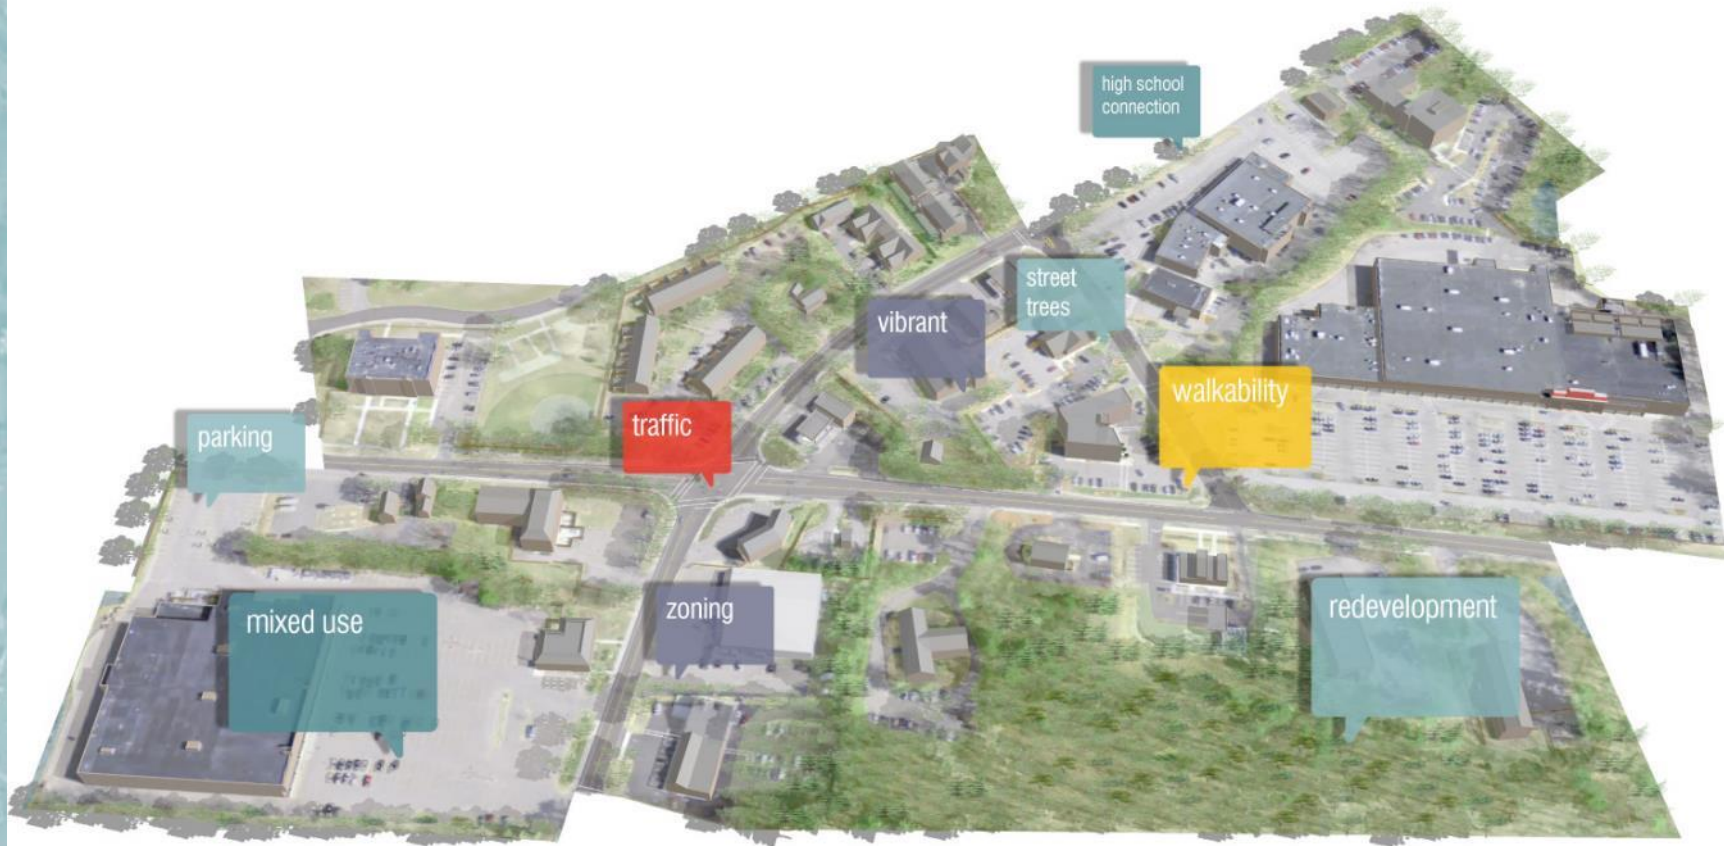 high school
connection
street
trees
vibrant
walkability
traffic
parking
mixed use
zoning
redevelopment